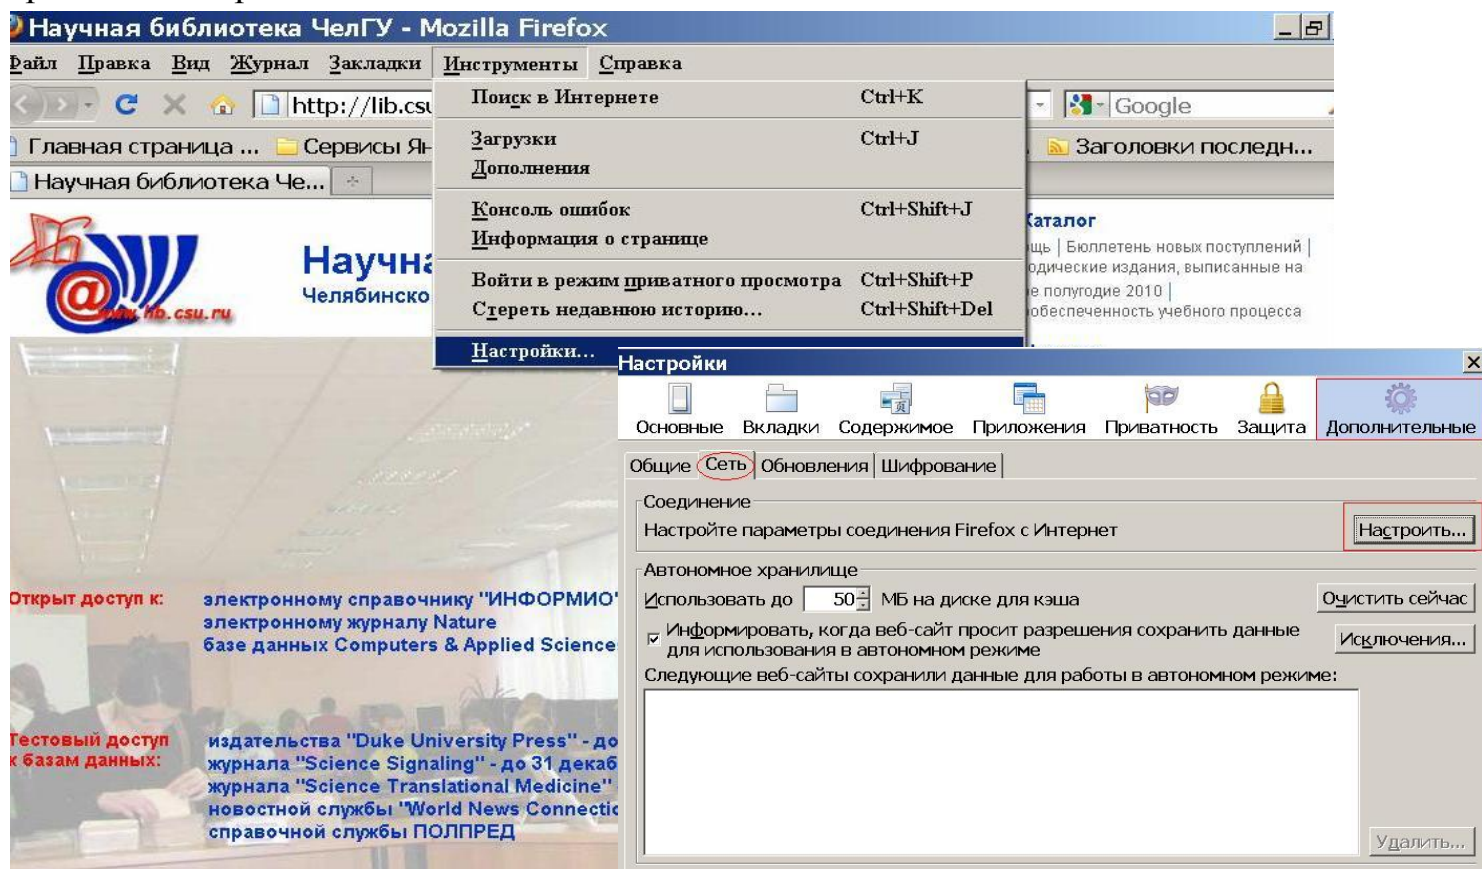 Научная библиотека ЧелГУ - Mozilla Firefox
Файл Правка Вид Журнал Закладки Инструменты Справка
http://lib.csu
Google
Главная страница ... Сервисы Ян
Заголовки последн...
Научная библиотека Че...
Поиск в Интернете Ctrl+K
Загрузки Ctrl+J
Дополнения
Консоль ошибок Ctrl+Shift+J
Информация о странице
Войти в режим приватного просмотра Ctrl+Shift+P
Стереть недавнюю историю... Ctrl+Shift+Del
Настройки...
www.lib.csu.ru
Научна
Челябинско
Каталог
щь | Бюллетень новых поступлений |
одические издания, выписанные на
е полугодие 2010 |
обеспеченность учебного процесса
Открыт доступ к:
электронному справочнику "ИНФОРМИО"
электронному журналу Nature
базе данных Computers & Applied Science
Тестовый доступ
к базам данных:
издательства "Duke University Press" - до
журнала "Science Signaling" - до 31 декаб
журнала "Science Translational Medicine"
новостной службы "World News Connectio
справочной службы ПОЛПРЕД
Настройки
Основные Вкладки Содержимое Приложения Приватность Защита Дополнительные
Общие Сеть Обновления Шифрование
Соединение
Настройте параметры соединения Firefox с Интернет Настроить...
Автономное хранилище
Использовать до 50 МБ на диске для кэша Очистить сейчас
Информировать, когда веб-сайт просит разрешения сохранить данные
для использования в автономном режиме
Исключения...
Следующие веб-сайты сохранили данные для работы в автономном режиме:
Удалить...